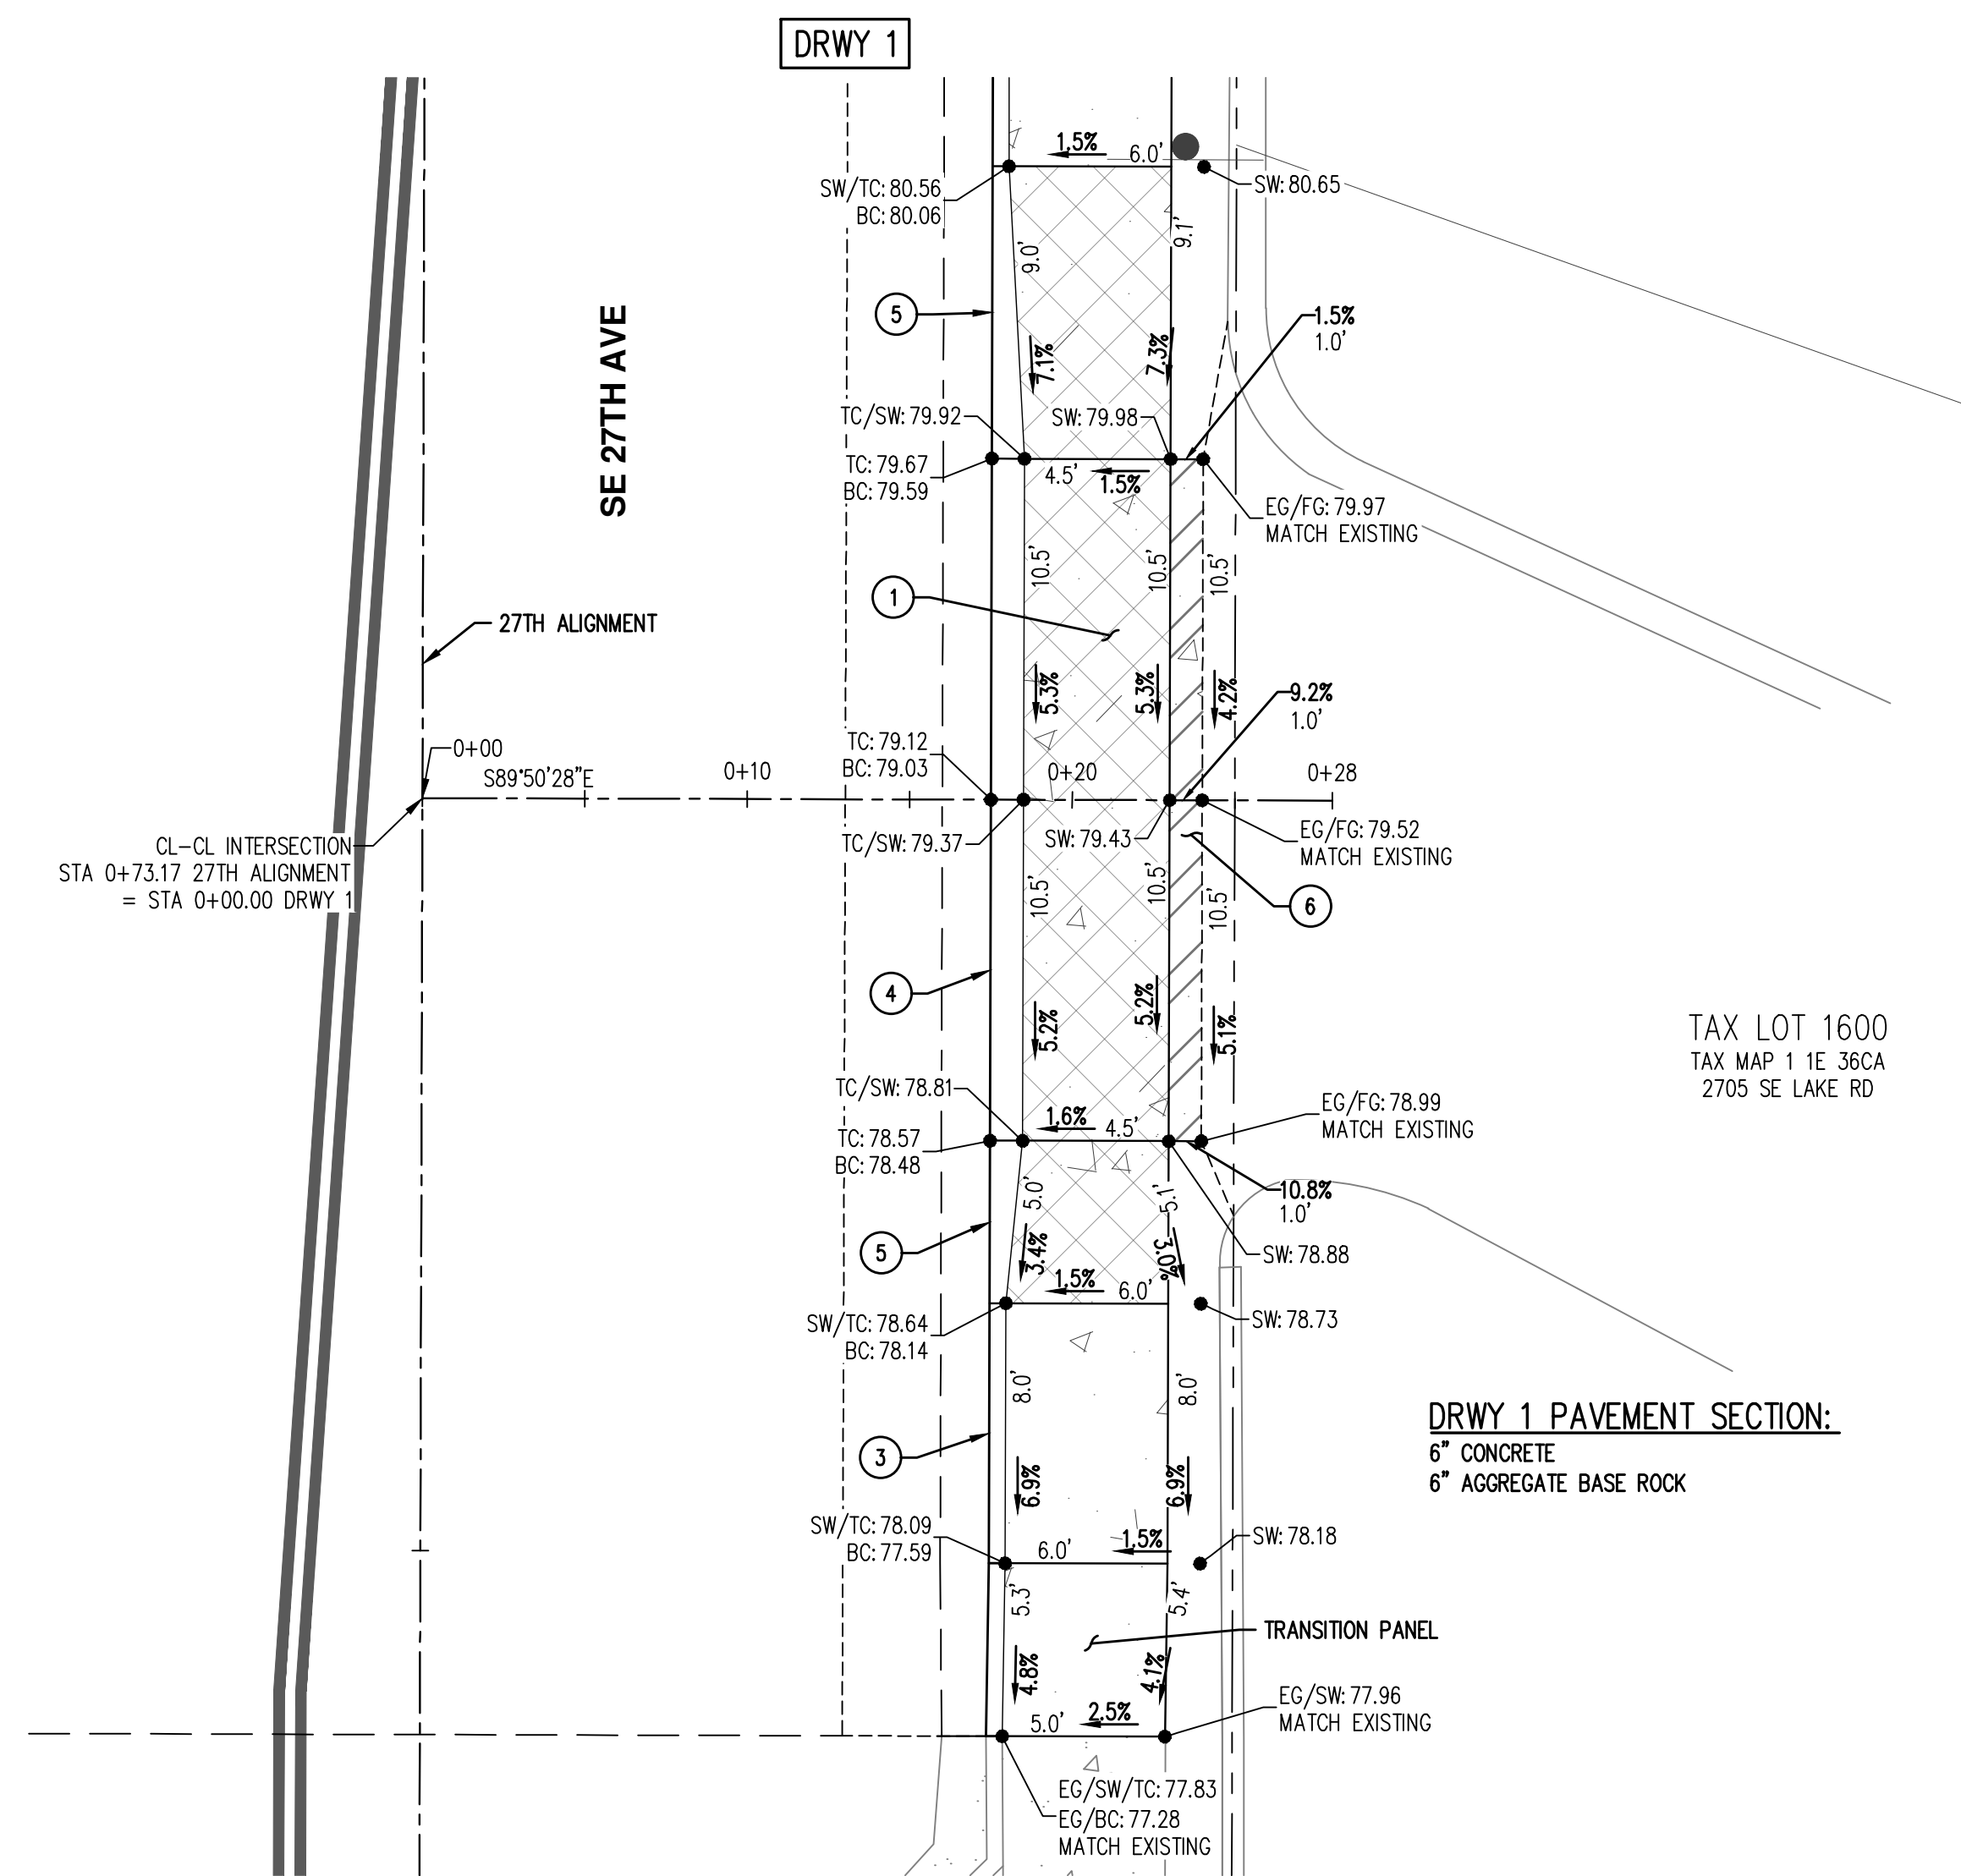 DRWY 1
1.5%
6.0'
SW/TC: 80.56
BC: 80.06
SW: 80.65
9.0'
9.1'
5
SE 27TH AVE
7.1%
7.3%
1.5%
1.0'
TC/SW: 79.92
SW: 79.98
TC: 79.67
BC: 79.59
4.5'
1.5%
EG/FG: 79.97
MATCH EXISTING
10.5'
10.5'
10.5'
1
27TH ALIGNMENT
5.3%
5.3%
4.2%
9.2%
1.0'
TC: 79.12
BC: 79.03
0+00
S89°50'28"E
0+10
0+20
0+28
CL-CL INTERSECTION
STA 0+73.17 27TH ALIGNMENT
= STA 0+00.00 DRWY 1
TC/SW: 79.37
SW: 79.43
EG/FG: 79.52
MATCH EXISTING
10.5'
10.5'
10.5'
6
4
5.2%
5.2%
5.1%
TAX LOT 1600
TAX MAP 1 1E 36CA
2705 SE LAKE RD
TC/SW: 78.81
TC: 78.57
BC: 78.48
1.6%
4.5'
EG/FG: 78.99
MATCH EXISTING
5.0'
5.1'
10.8%
1.0'
5
3.4%
3.0%
SW: 78.88
1.5%
6.0'
SW/TC: 78.64
BC: 78.14
SW: 78.73
8.0'
8.0'
3
6.9%
6.9%
DRWY 1 PAVEMENT SECTION:
6" CONCRETE
6" AGGREGATE BASE ROCK
SW/TC: 78.09
BC: 77.59
6.0'
1.5%
SW: 78.18
5.3'
5.4'
TRANSITION PANEL
4.8%
4.1%
5.0'
2.5%
EG/SW: 77.96
MATCH EXISTING
EG/SW/TC: 77.83
EG/BC: 77.28
MATCH EXISTING